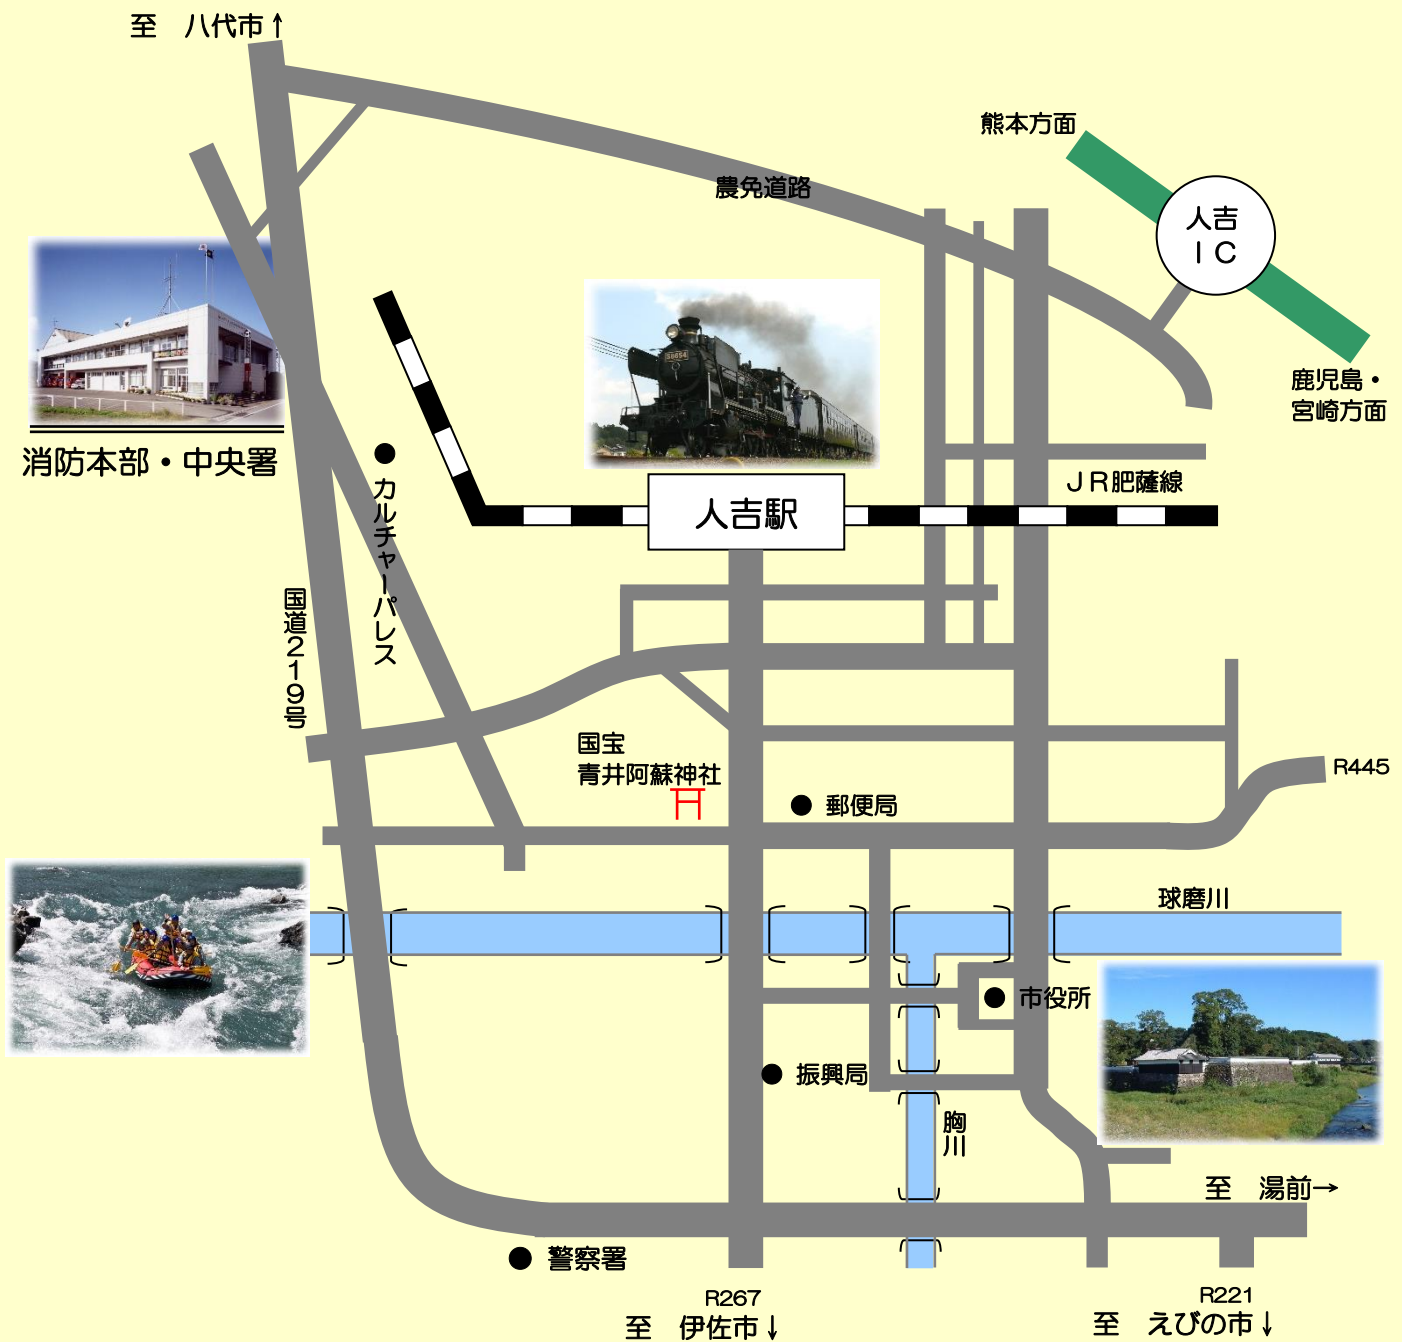 至　八代市↑
熊本方面
農免道路
人吉
ＩＣ
鹿児島・
宮崎方面
58654
消防本部・中央署
カルチャーパレス
ＪＲ肥薩線
人吉駅
国道219号
国宝
青井阿蘇神社
郵便局
R445
球磨川
市役所
振興局
胸川
至　湯前→
警察署
R267
至　伊佐市↓
R221
至　えびの市↓